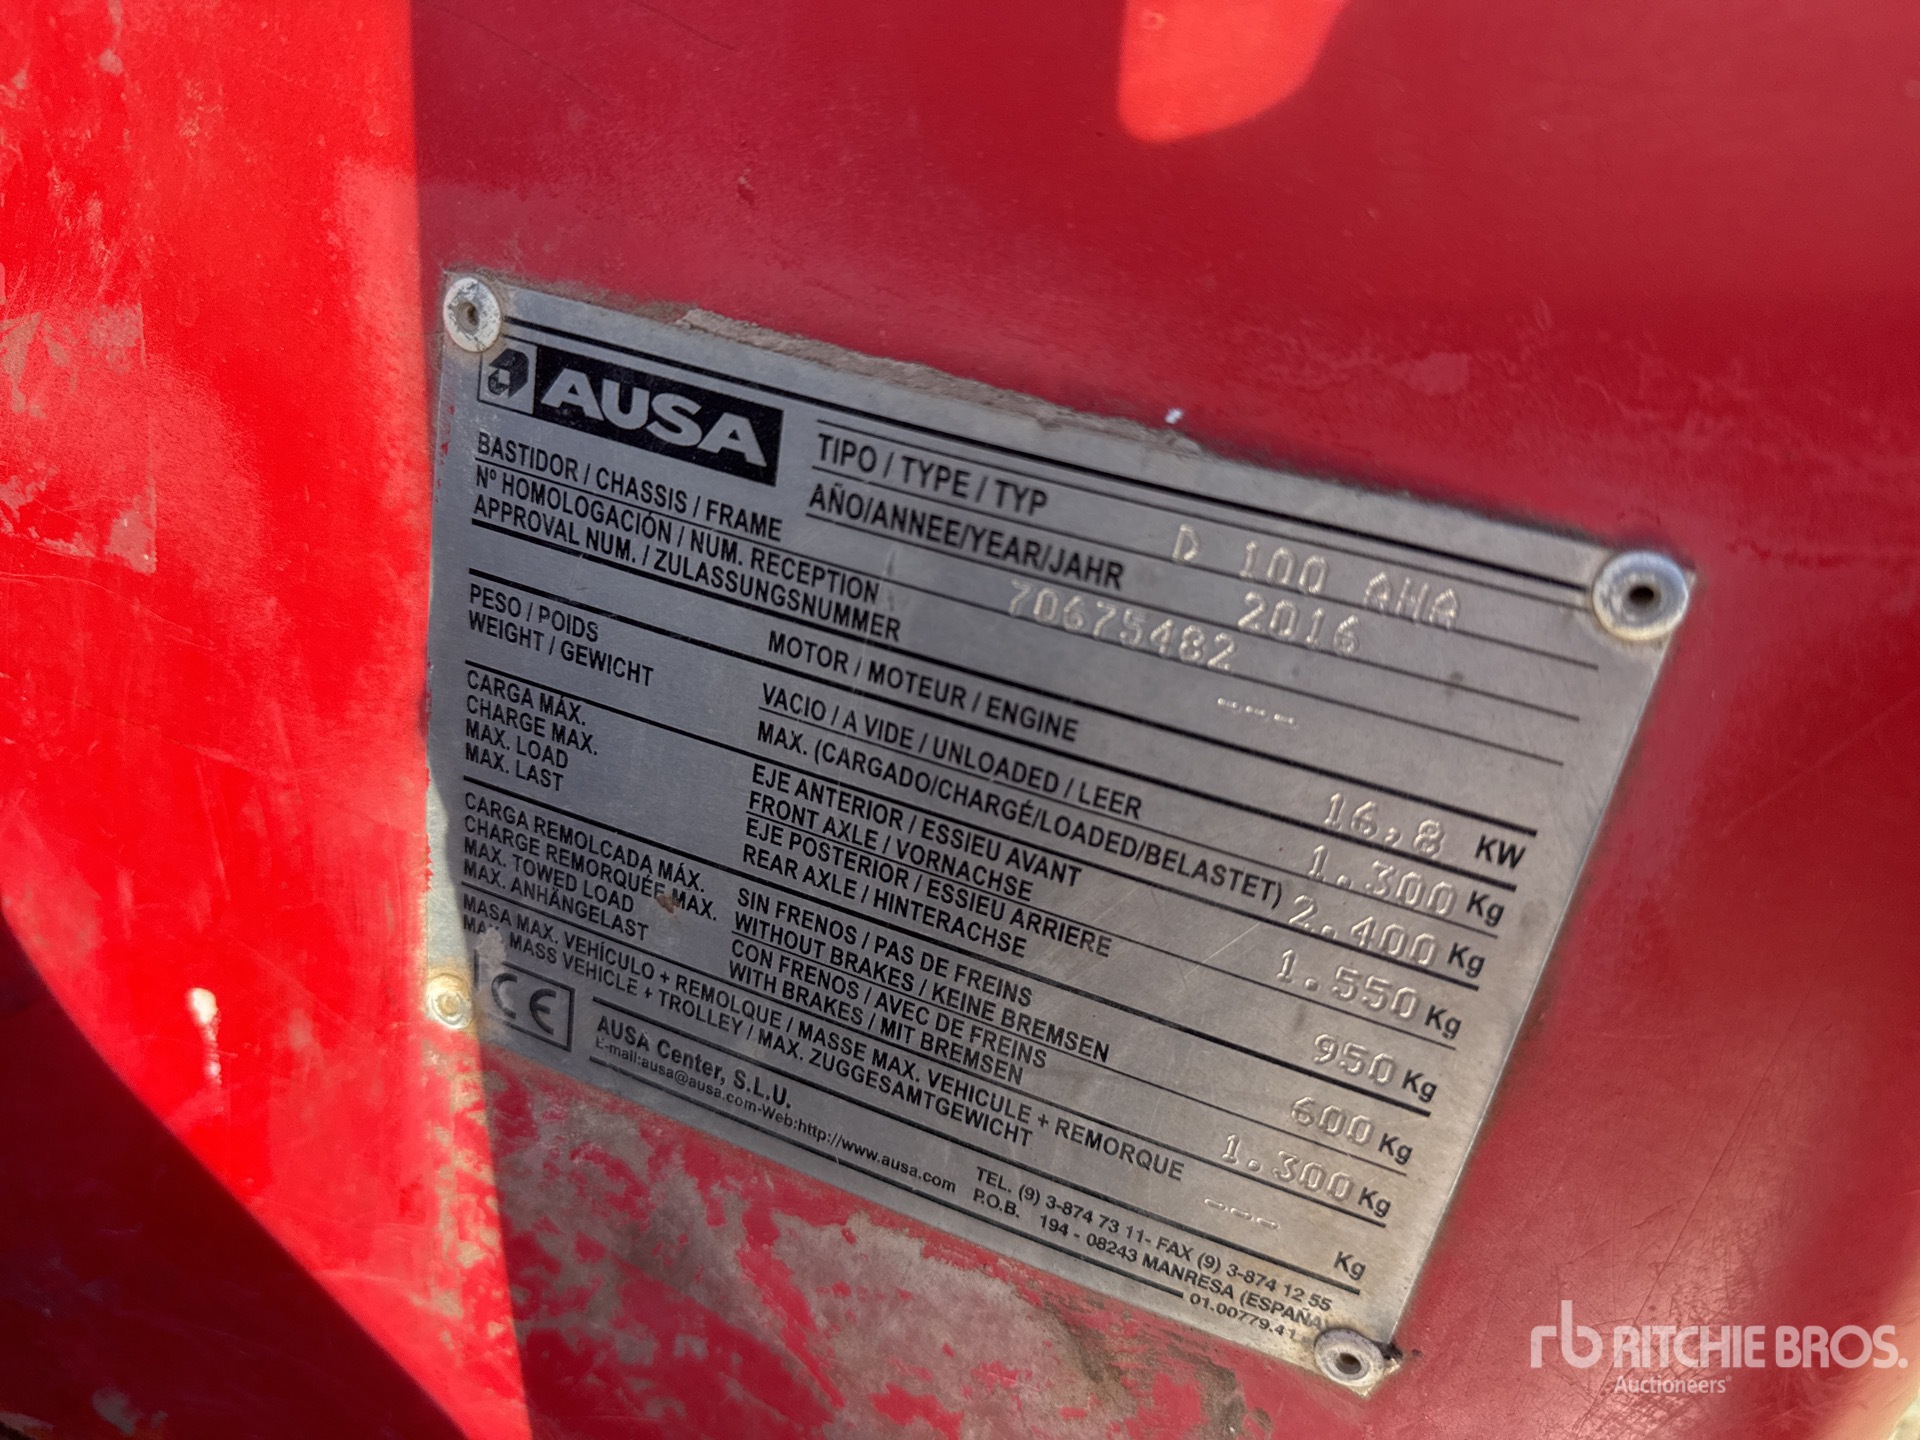 AUSA
TIPO / TYPE / TYP D 100 AHA
AÑO/ANNEE/YEAR/JAHR 2016
BASTIDOR / CHASSIS / FRAME 70675482
Nº HOMOLOGACIÓN / NUM. RECEPTION
APPROVAL NUM. / ZULASSUNGSNUMMER ---
MOTOR / MOTEUR / ENGINE 16,8 KW
PESO / POIDS
WEIGHT / GEWICHT
VACIO / A VIDE / UNLOADED / LEER 1.300 Kg
MAX. (CARGADO/CHARGÉ/LOADED/BELASTET) 2.400 Kg
CARGA MÁX.
CHARGE MAX.
MAX. LOAD
MAX. LAST
EJE ANTERIOR / ESSIEU AVANT
FRONT AXLE / VORNACHSE 1.550 Kg
EJE POSTERIOR / ESSIEU ARRIERE
REAR AXLE / HINTERACHSE 950 Kg
CARGA REMOLCADA MÁX.
CHARGE REMORQUÉE MAX.
MAX. TOWED LOAD
MAX. ANHÄNGELAST
SIN FRENOS / PAS DE FREINS
WITHOUT BRAKES / KEINE BREMSEN 600 Kg
CON FRENOS / AVEC DE FREINS
WITH BRAKES / MIT BREMSEN 1.300 Kg
MASA MAX. VEHÍCULO + REMOLQUE / MASSE MAX. VEHICULE + REMORQUE
MAX. MASS VEHICLE + TROLLEY / MAX. ZUGGESAMTGEWICHT --- Kg
CE
AUSA Center, S.L.U.
E-mail:ausa@ausa.com-Web:http://www.ausa.com
TEL. (9) 3-874 73 11- FAX (9) 3-874 12 55
P.O.B. 194 - 08243 MANRESA (ESPAÑA)
01.00779.41
rb RITCHIE BROS.
Auctioneers